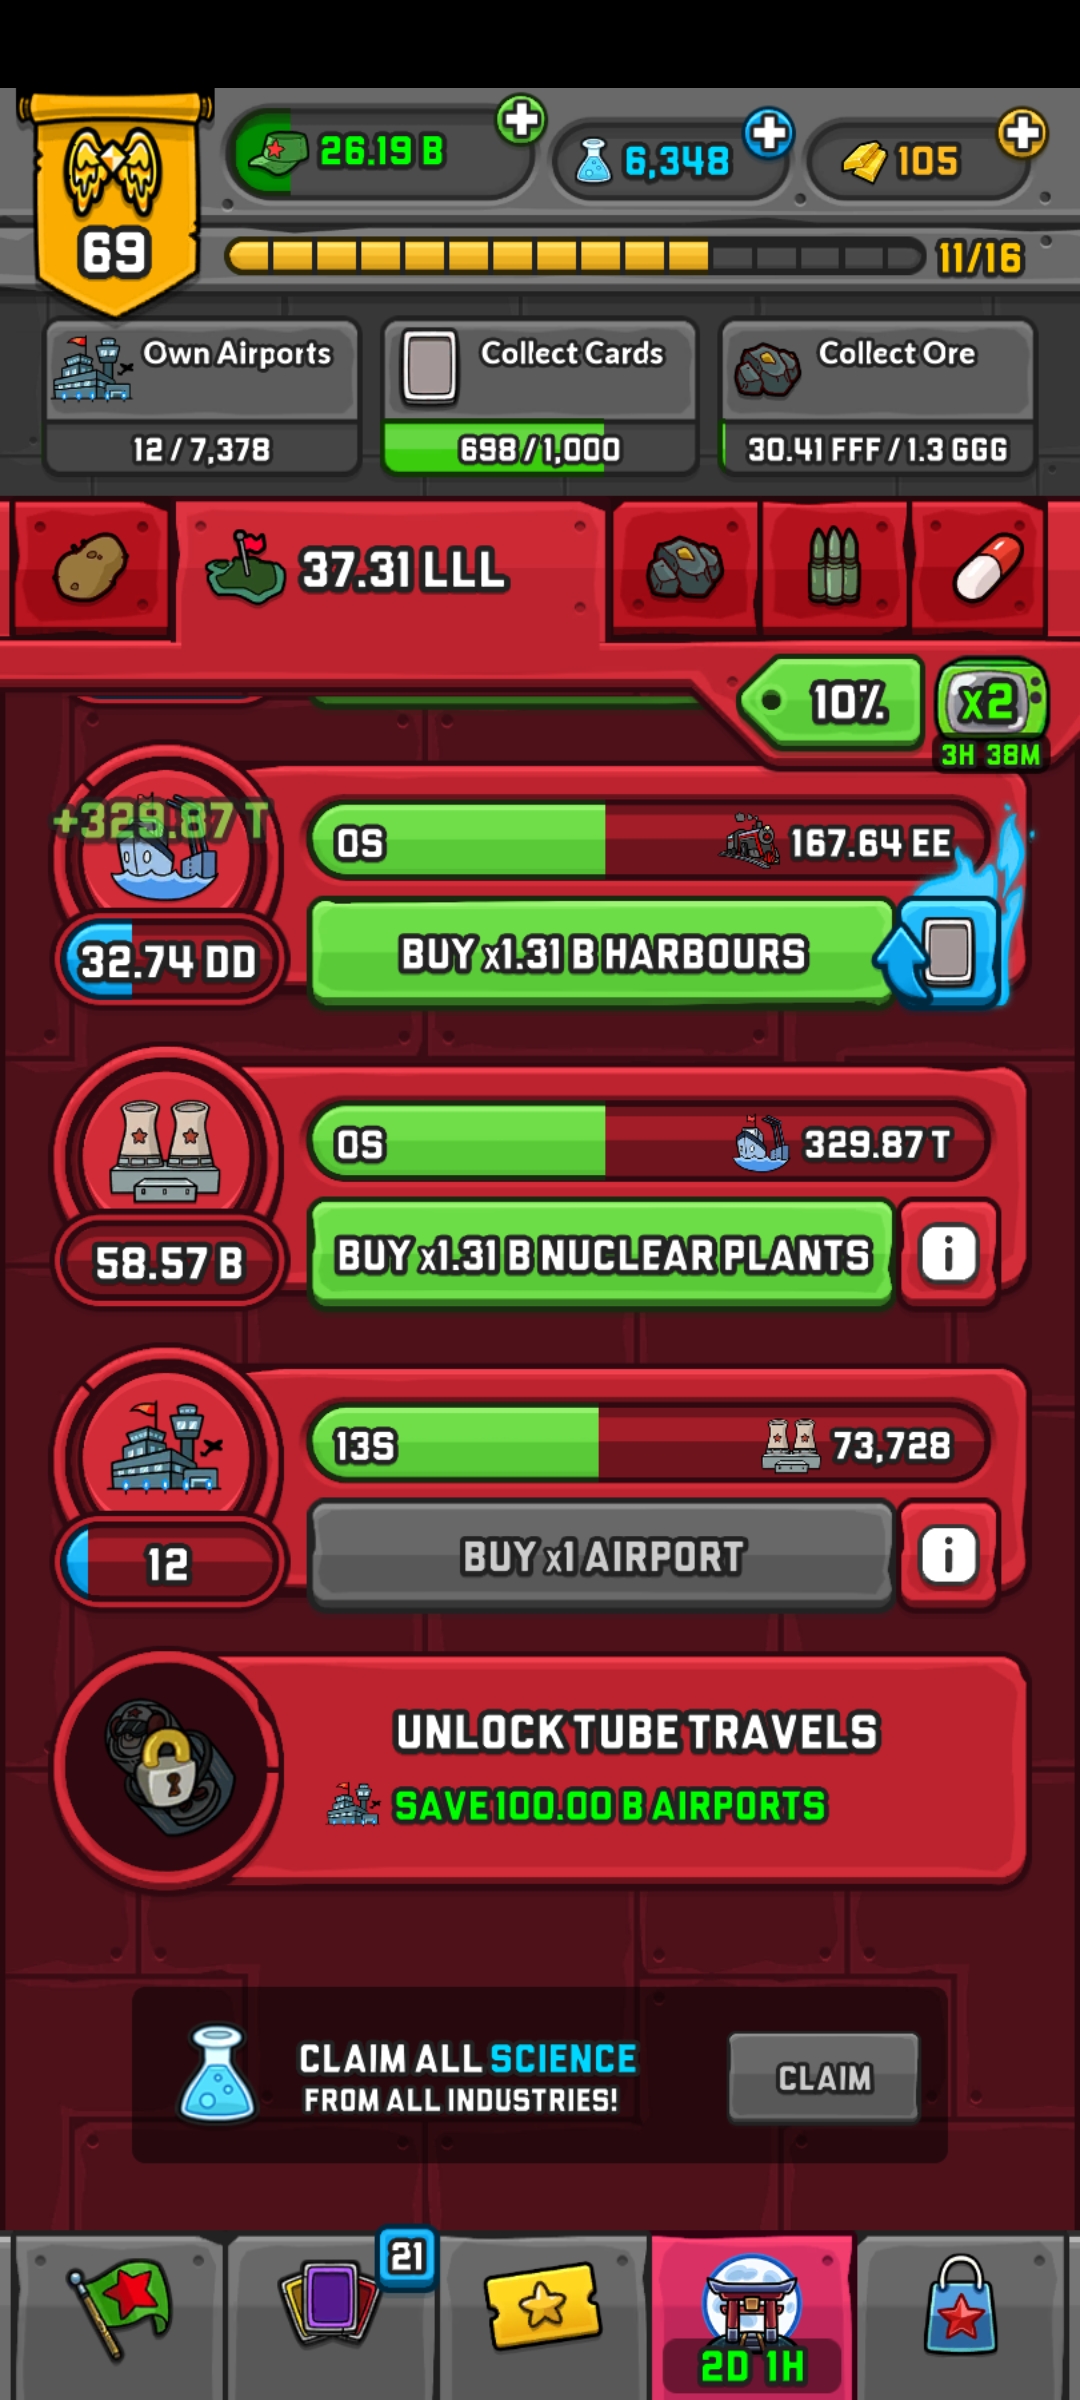 26.19 B
6,348
105
69
11/16
Own Airports
12 / 7,378
Collect Cards
698 / 1,000
Collect Ore
30.41 FFF / 1.3 GGG
37.31 LLL
10%
x2
3H 38M
+329.87 T
0S
167.64 EE
32.74 DD
BUY x1.31 B HARBOURS
0S
329.87 T
58.57 B
BUY x1.31 B NUCLEAR PLANTS
i
13S
73,728
12
BUY x1 AIRPORT
i
UNLOCK TUBE TRAVELS
SAVE 100.00 B AIRPORTS
CLAIM ALL SCIENCE
FROM ALL INDUSTRIES!
CLAIM
21
2D 1H